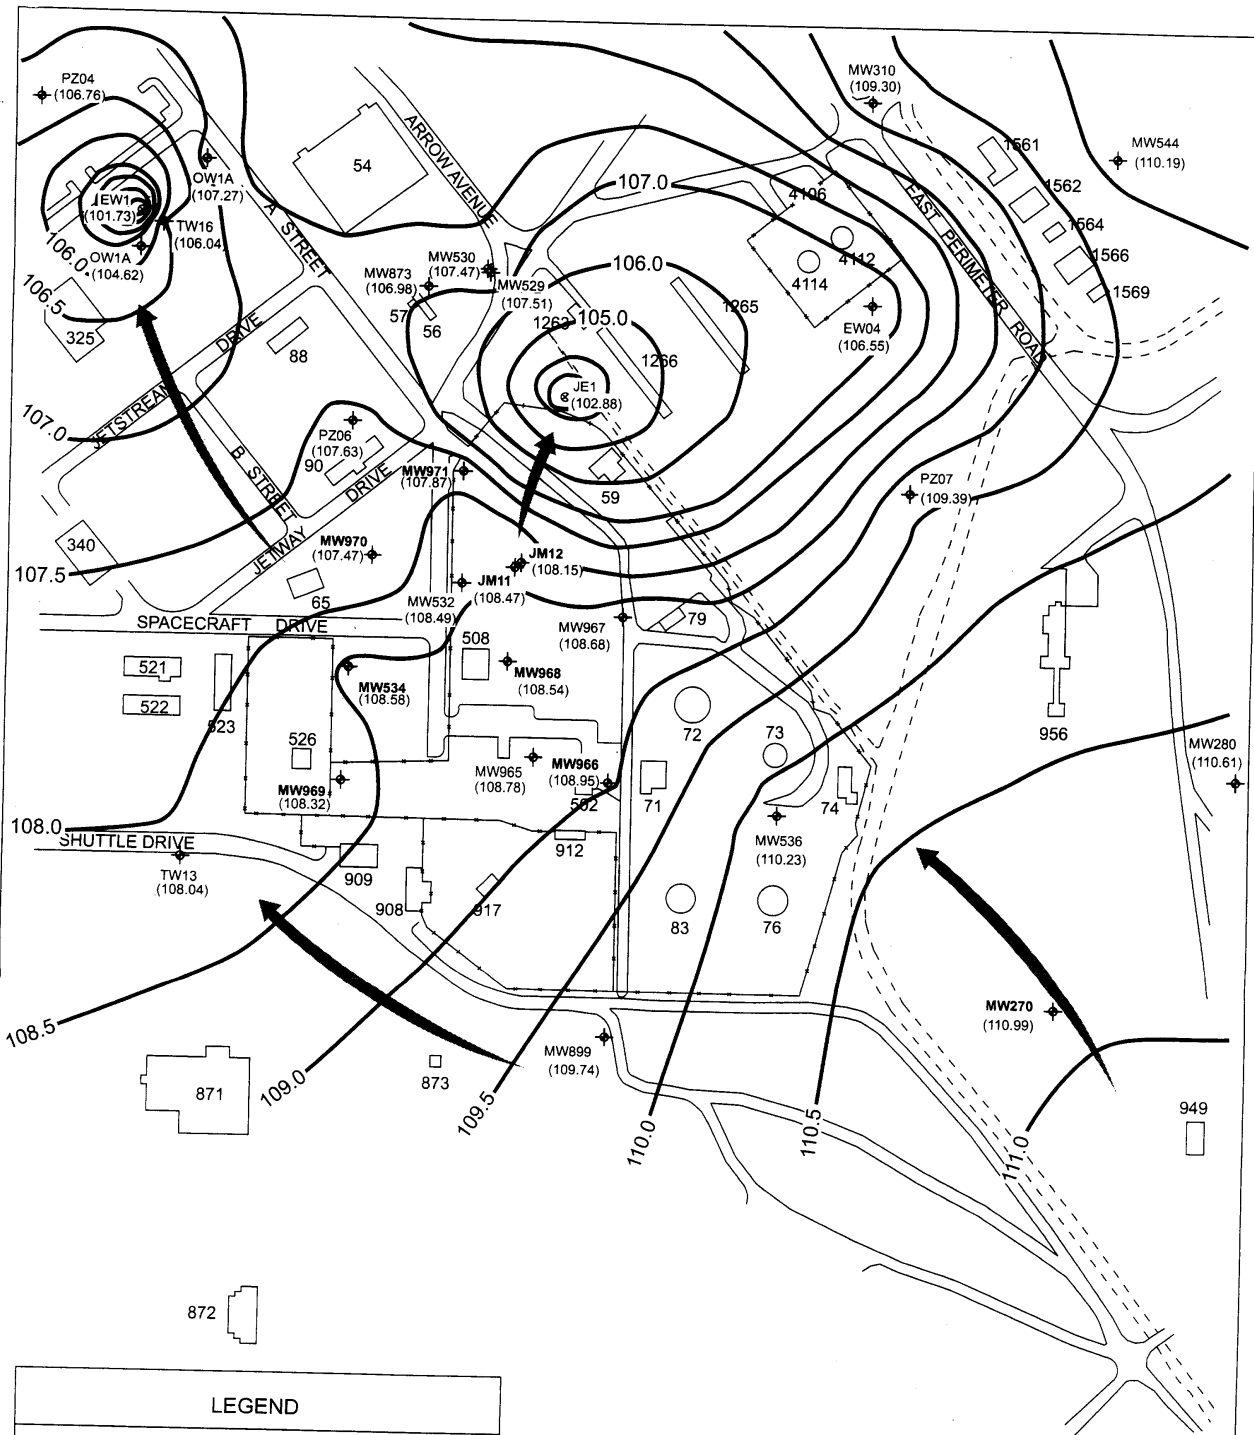 PZ04
(106.76)
MW310
(109.30)
1561
MW544
(110.19)
54
ARROW AVENUE
OW1A
(107.27)
107.0
4106
EAST PERIMETER ROAD
1562
EW1
(101.73)
TW16
(106.04)
A STREET
1564
106.0
OW1A
(104.62)
MW530
(107.47)
106.0
4112
4114
1566
106.5
MW873
(106.98)
MW529
(107.51)
1569
325
57
56
1263
105.0
1265
EW04
(106.55)
DRIVE
88
1266
JETSTREAM
JE1
(102.88)
107.0
PZ06
(107.63)
B STREET
90
DRIVE
MW971
(107.87)
59
PZ07
(109.39)
340
JETWAY
MW970
(107.47)
JM12
(108.15)
107.5
65
JM11
(108.47)
MW532
(108.49)
SPACECRAFT DRIVE
MW967
(108.68)
79
508
521
MW968
(108.54)
MW534
(108.58)
522
523
72
73
956
526
MW280
(110.61)
MW965
(108.78)
MW966
(108.95)
MW969
(108.32)
502
71
74
108.0
SHUTTLE DRIVE
MW536
(110.23)
912
TW13
(108.04)
909
908
917
83
76
MW270
(110.99)
108.5
MW899
(109.74)
871
873
109.0
109.5
110.0
110.5
111.0
949
872
LEGEND